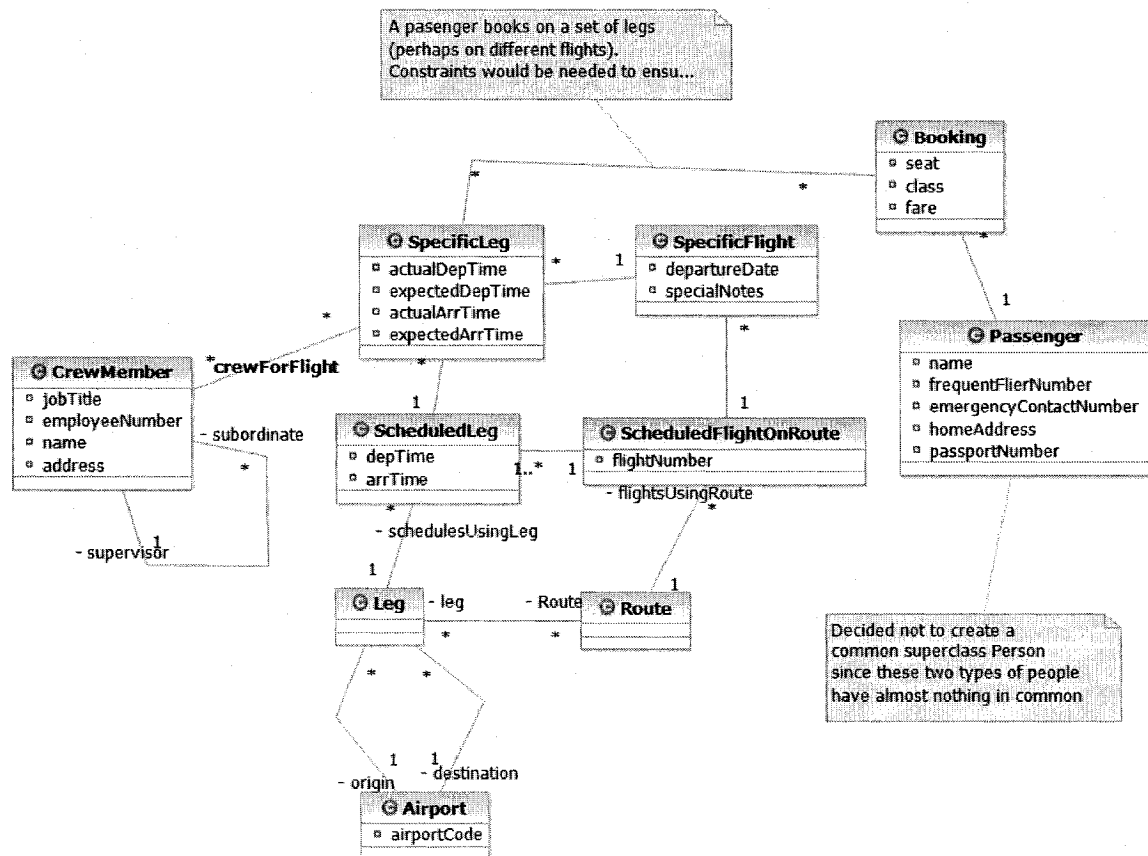 A pasenger books on a set of legs
(perhaps on different flights).
Constraints would be needed to ensu...
Booking
seat
class
fare
*
*
SpecificLeg
actualDepTime
expectedDepTime
actualArrTime
expectedArrTime
*
1
SpecificFlight
departureDate
specialNotes
*
1
Passenger
name
frequentFlierNumber
emergencyContactNumber
homeAddress
passportNumber
*
*crewForFlight
CrewMember
jobTitle
employeeNumber
name
address
- subordinate
*
1
- supervisor
*
1
ScheduledLeg
depTime
arrTime
*
1
ScheduledFlightOnRoute
flightNumber
1..*
1
- flightsUsingRoute
*
*
- schedulesUsingLeg
1
1
Leg
- leg
- Route
*
*
Route
Decided not to create a
common superclass Person
since these two types of people
have almost nothing in common
*
*
1
1
- origin
- destination
Airport
airportCode